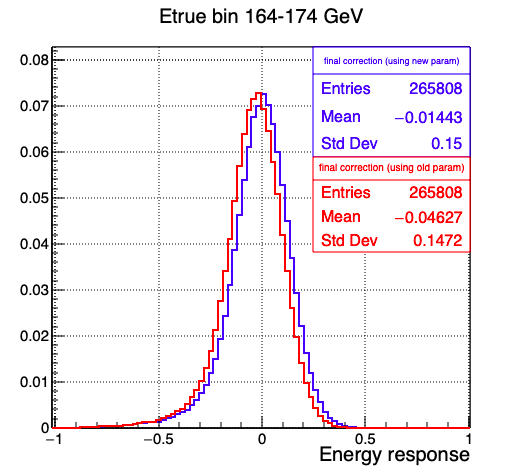 Etrue bin 164-174 GeV
0.08
0.07
0.06
0.05
0.04
0.03
0.02
0.01
0
final correction (using new param)
Entries 265808
Mean −0.01443
Std Dev 0.15
final correction (using old param)
Entries 265808
Mean −0.04627
Std Dev 0.1472
−1 −0.5 0 0.5 1
Energy response